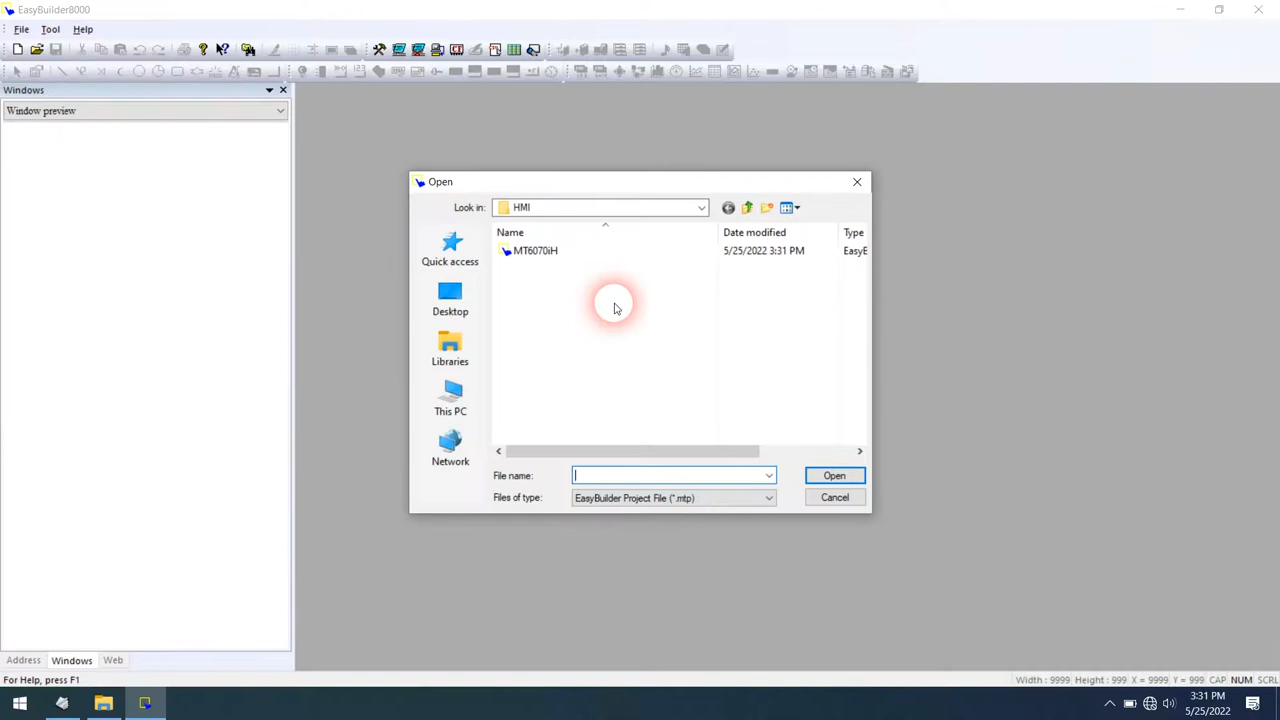 EasyBuilder8000
File Tool Help
Windows
Window preview
Open
Look in: HMI
Name Date modified Type
MT6070iH 5/25/2022 3:31 PM EasyE
Quick access
Desktop
Libraries
This PC
Network
File name: Open
Files of type: EasyBuilder Project File (*.mtp) Cancel
Address Windows Web
For Help, press F1 Width : 9999 Height : 999 X = 9999 Y = 999 CAP NUM SCRL
3:31 PM
5/25/2022